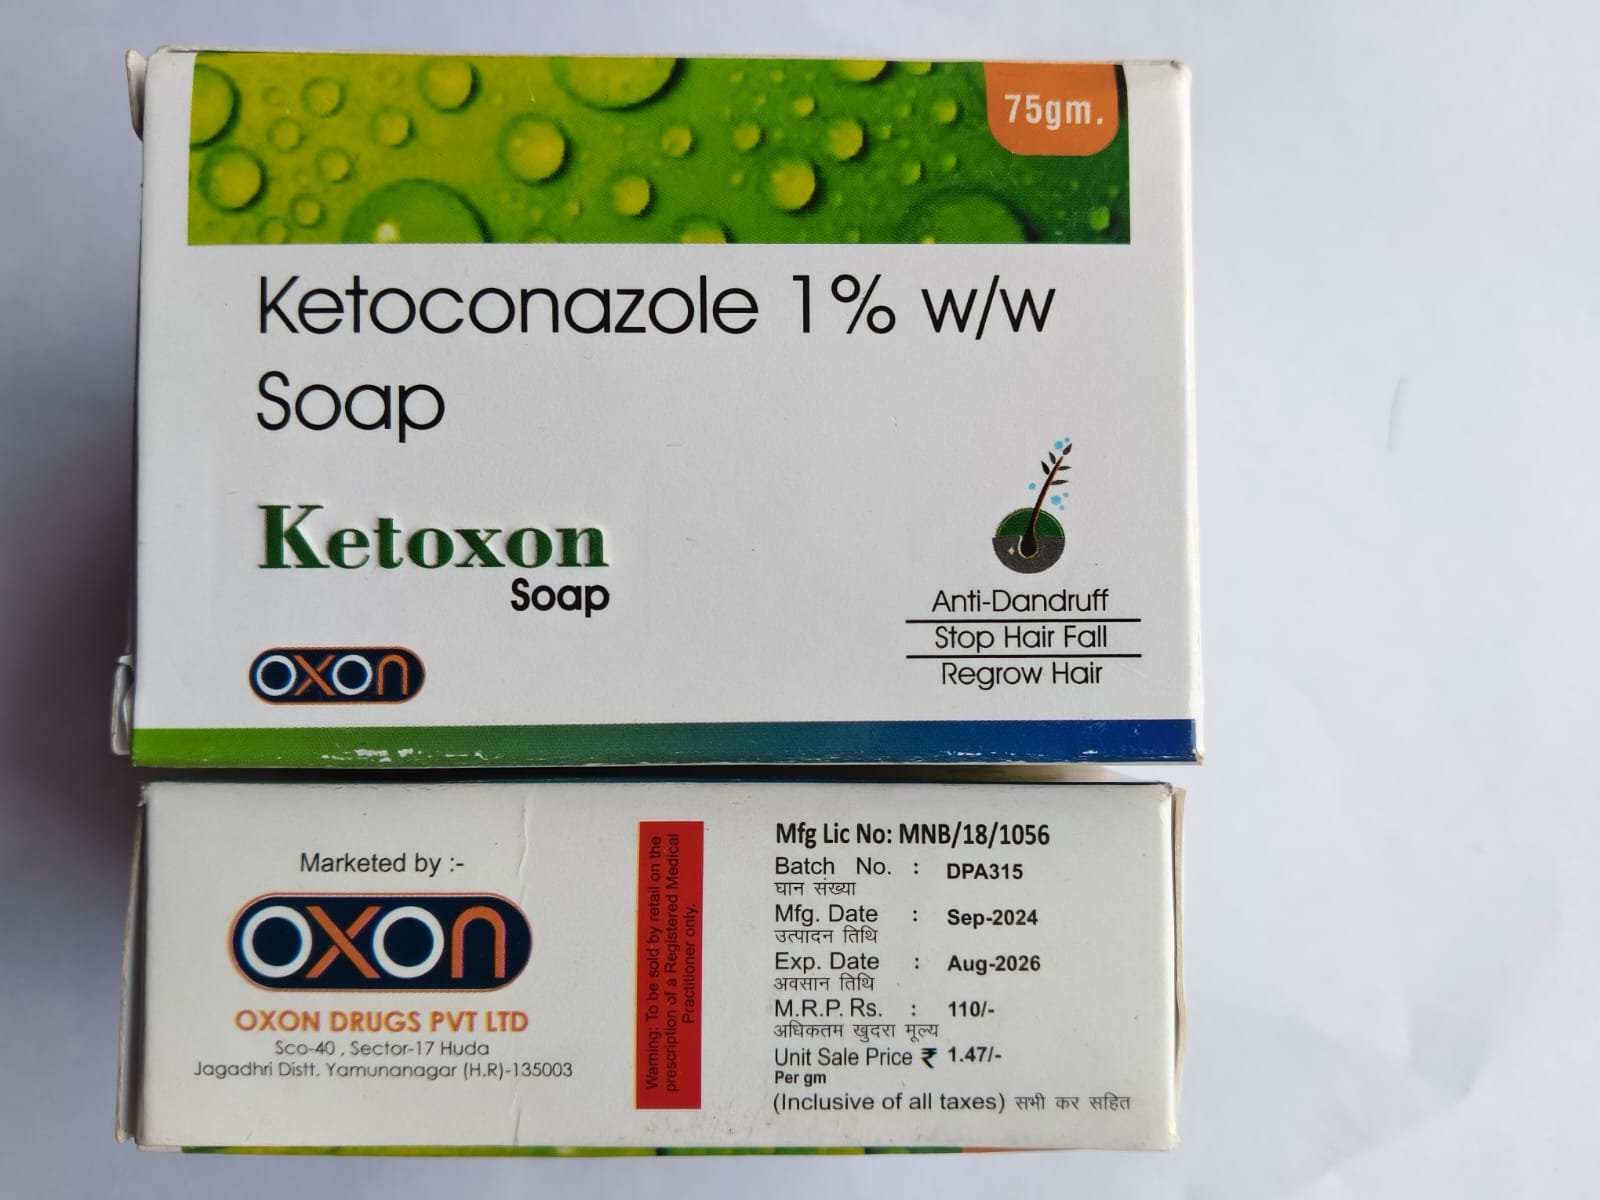 75gm.
Ketoconazole 1% w/w
Soap
Ketoxon
Soap
OXON
Anti-Dandruff
Stop Hair Fall
Regrow Hair
Marketed by :-
OXON
OXON DRUGS PVT LTD
Sco-40 , Sector-17 Huda
Jagadhri Distt. Yamunanagar (H.R)-135003
Warning: To be sold by retail on the
prescription of a Registered Medical
Practitioner only.
Mfg Lic No: MNB/18/1056
Batch No. : DPA315
घान संख्या
Mfg. Date : Sep-2024
उत्पादन तिथि
Exp. Date : Aug-2026
अवसान तिथि
M.R.P. Rs. : 110/-
अधिकतम खुदरा मूल्य
Unit Sale Price ₹ 1.47/-
Per gm
(Inclusive of all taxes) सभी कर सहित